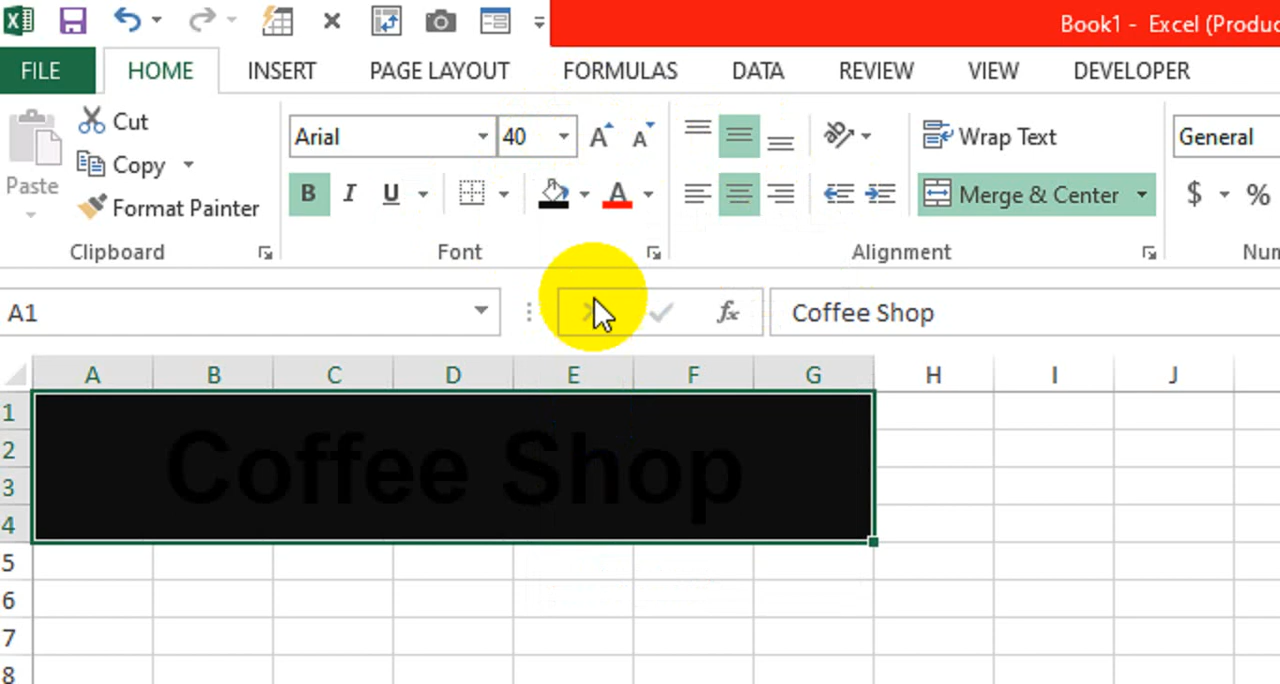 Book1 - Excel (Produc
FILE HOME INSERT PAGE LAYOUT FORMULAS DATA REVIEW VIEW DEVELOPER
Cut
Copy
Format Painter
Paste
Clipboard
Arial 40
B I U A
Font
Wrap Text
Merge & Center
Alignment
General
$ %
Num
A1 fx Coffee Shop
A B C D E F G H I J
1
2
3
4
5
6
7
8
Coffee Shop